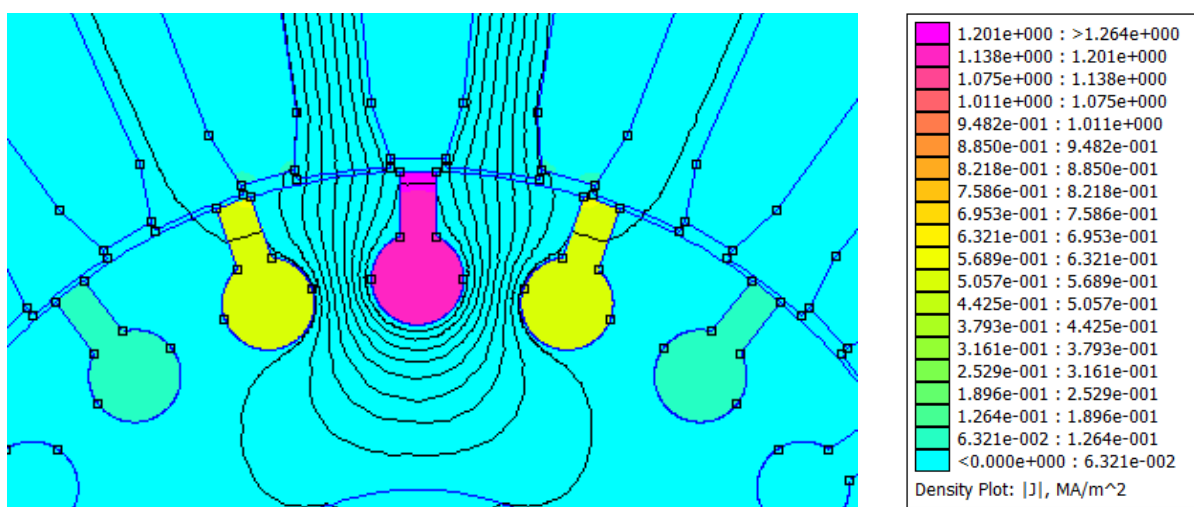 1.201e+000 : >1.264e+000
1.138e+000 : 1.201e+000
1.075e+000 : 1.138e+000
1.011e+000 : 1.075e+000
9.482e-001 : 1.011e+000
8.850e-001 : 9.482e-001
8.218e-001 : 8.850e-001
7.586e-001 : 8.218e-001
6.953e-001 : 7.586e-001
6.321e-001 : 6.953e-001
5.689e-001 : 6.321e-001
5.057e-001 : 5.689e-001
4.425e-001 : 5.057e-001
3.793e-001 : 4.425e-001
3.161e-001 : 3.793e-001
2.529e-001 : 3.161e-001
1.896e-001 : 2.529e-001
1.264e-001 : 1.896e-001
6.321e-002 : 1.264e-001
<0.000e+000 : 6.321e-002
Density Plot: |J|, MA/m^2